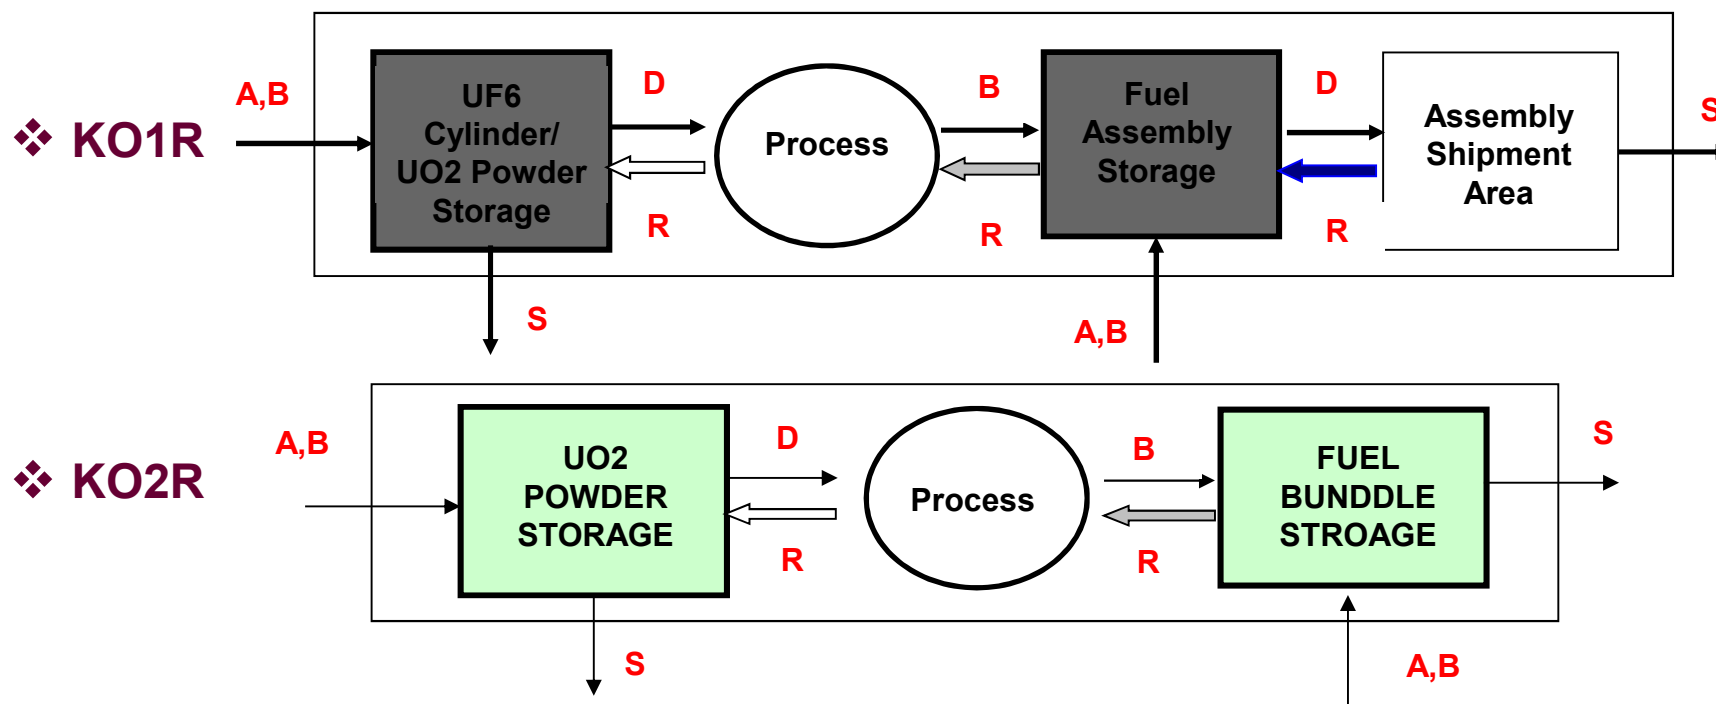 ❖ KO1R
A,B
UF6
Cylinder/
UO2 Powder
Storage
D
R
Process
B
R
Fuel
Assembly
Storage
D
R
Assembly
Shipment
Area
S
S
A,B
❖ KO2R
A,B
UO2
POWDER
STORAGE
D
R
Process
B
R
FUEL
BUNDDLE
STROAGE
S
S
A,B